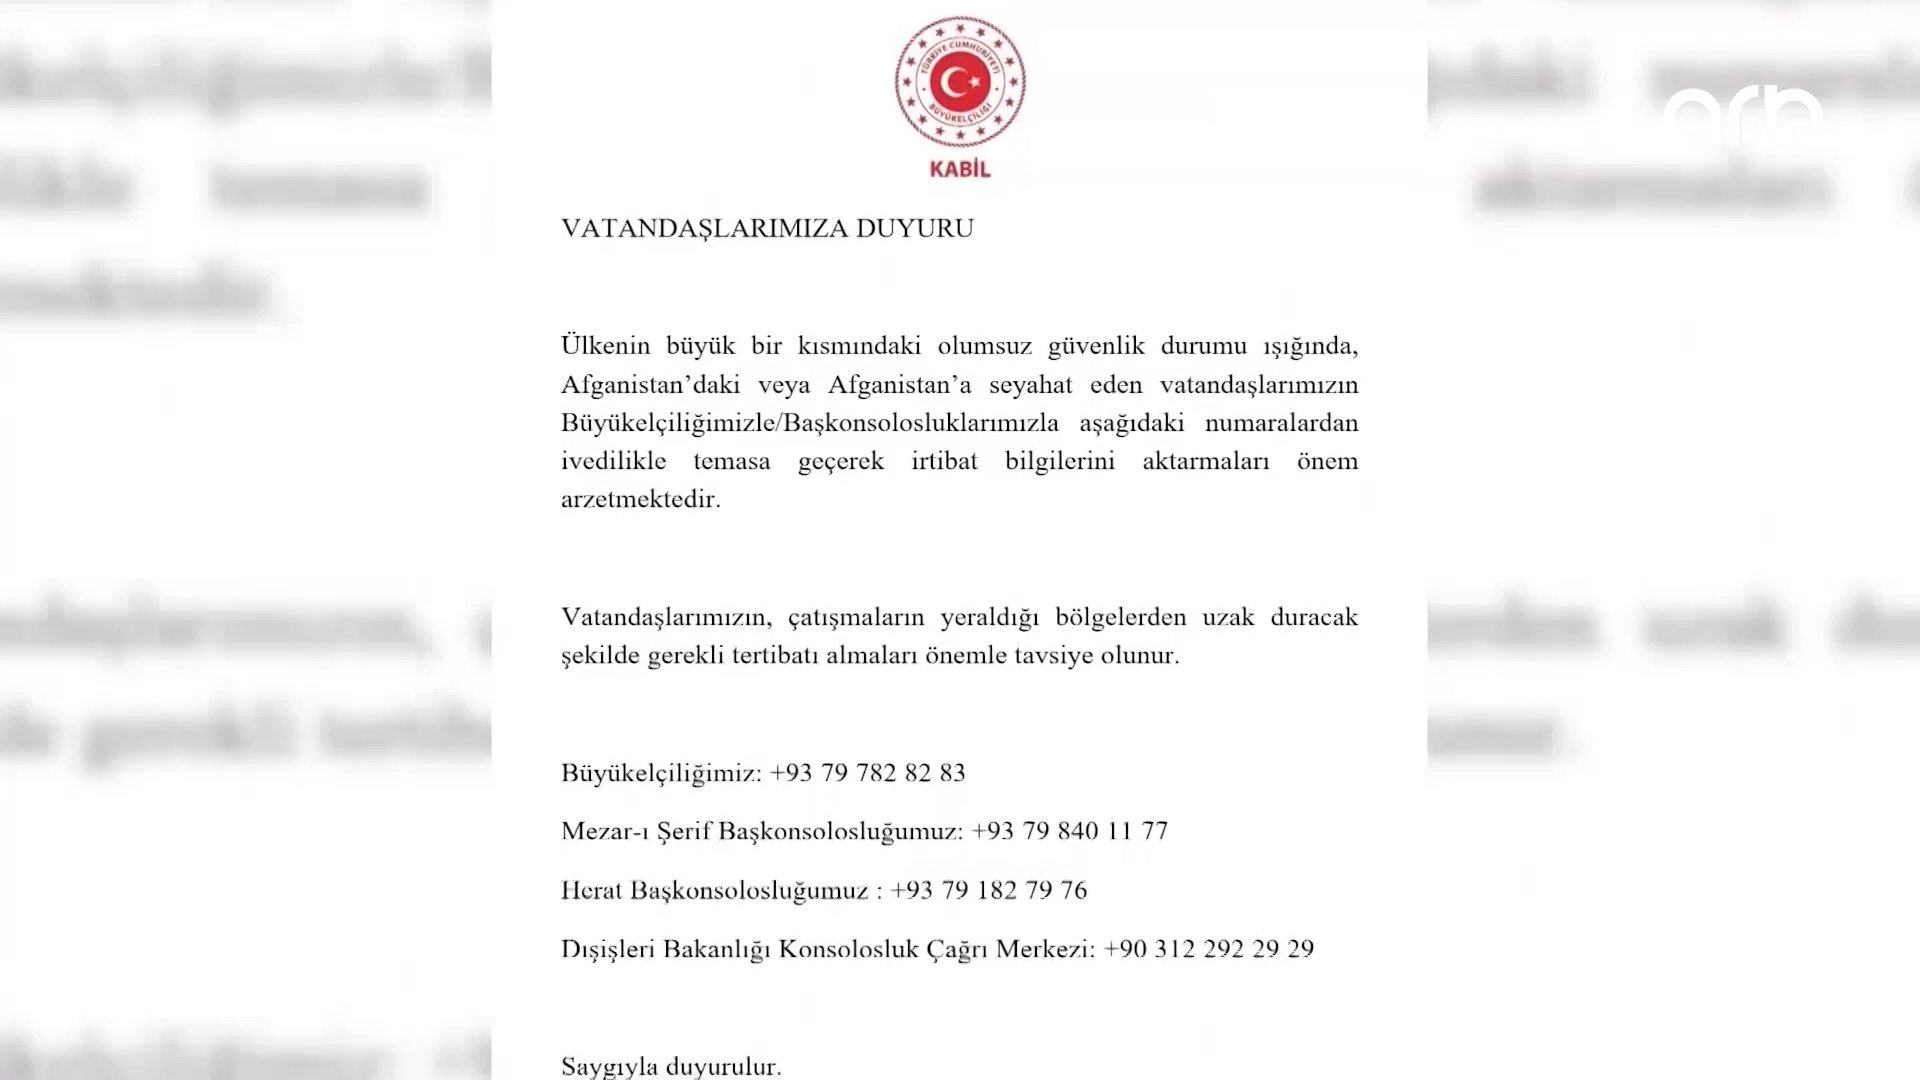 TÜRKİYE CUMHURİYETİ
BÜYÜKELÇİLİĞİ
KABİL
arb
VATANDAŞLARIMIZA DUYURU
Ülkenin büyük bir kısmındaki olumsuz güvenlik durumu ışığında,
Afganistan’daki veya Afganistan’a seyahat eden vatandaşlarımızın
Büyükelçiliğimizle/Başkonsolosluklarımızla aşağıdaki numaralardan
ivedilikle temasa geçerek irtibat bilgilerini aktarmaları önem
arzetmektedir.
Vatandaşlarımızın, çatışmaların yeraldığı bölgelerden uzak duracak
şekilde gerekli tertibatı almaları önemle tavsiye olunur.
Büyükelçiliğimiz: +93 79 782 82 83
Mezar-ı Şerif Başkonsolosluğumuz: +93 79 840 11 77
Herat Başkonsolosluğumuz : +93 79 182 79 76
Dışişleri Bakanlığı Konsolosluk Çağrı Merkezi: +90 312 292 29 29
Saygıyla duyurulur.